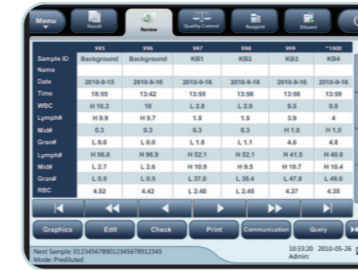 Menu Result Review Quality Control Reagent Diluent
995 996 997 998 999 *1000
Sample ID Background Background KB1 KB2 KB3 KB4
Name
Date 2010-9-15 2010-9-16 2010-9-16 2010-9-16 2010-9-16 2010-9-16
Time 18:55 13:42 13:55 13:56 13:58 13:59
WBC H 10.2 10 L 2.8 L 2.9 9.5 9.8
Lymph# H 9.9 H 9.7 1.5 1.5 3.9 4
Mid# 0.3 0.3 0.3 0.3 H 1.0 H 1.0
Gran# L 0.0 L 0.0 L 1.0 L 1.1 4.6 4.8
Lymph# H 96.8 H 96.9 H 52.1 H 52.1 H 41.5 H 40.6
Mid# L 2.7 L 2.6 H 10.9 H 9.5 H 10.7 H 10.4
Gran# L 0.5 L 0.5 L 37.0 L 38.4 L 47.8 L 49.0
RBC 4.52 4.42 L 2.48 L 2.45 4.37 4.35
Graphics Edit Check Print Communication Query
Next Sample: 01234567890123456789012345
Mode: Prediluted
10:33:20 2010-05-26
Admin: